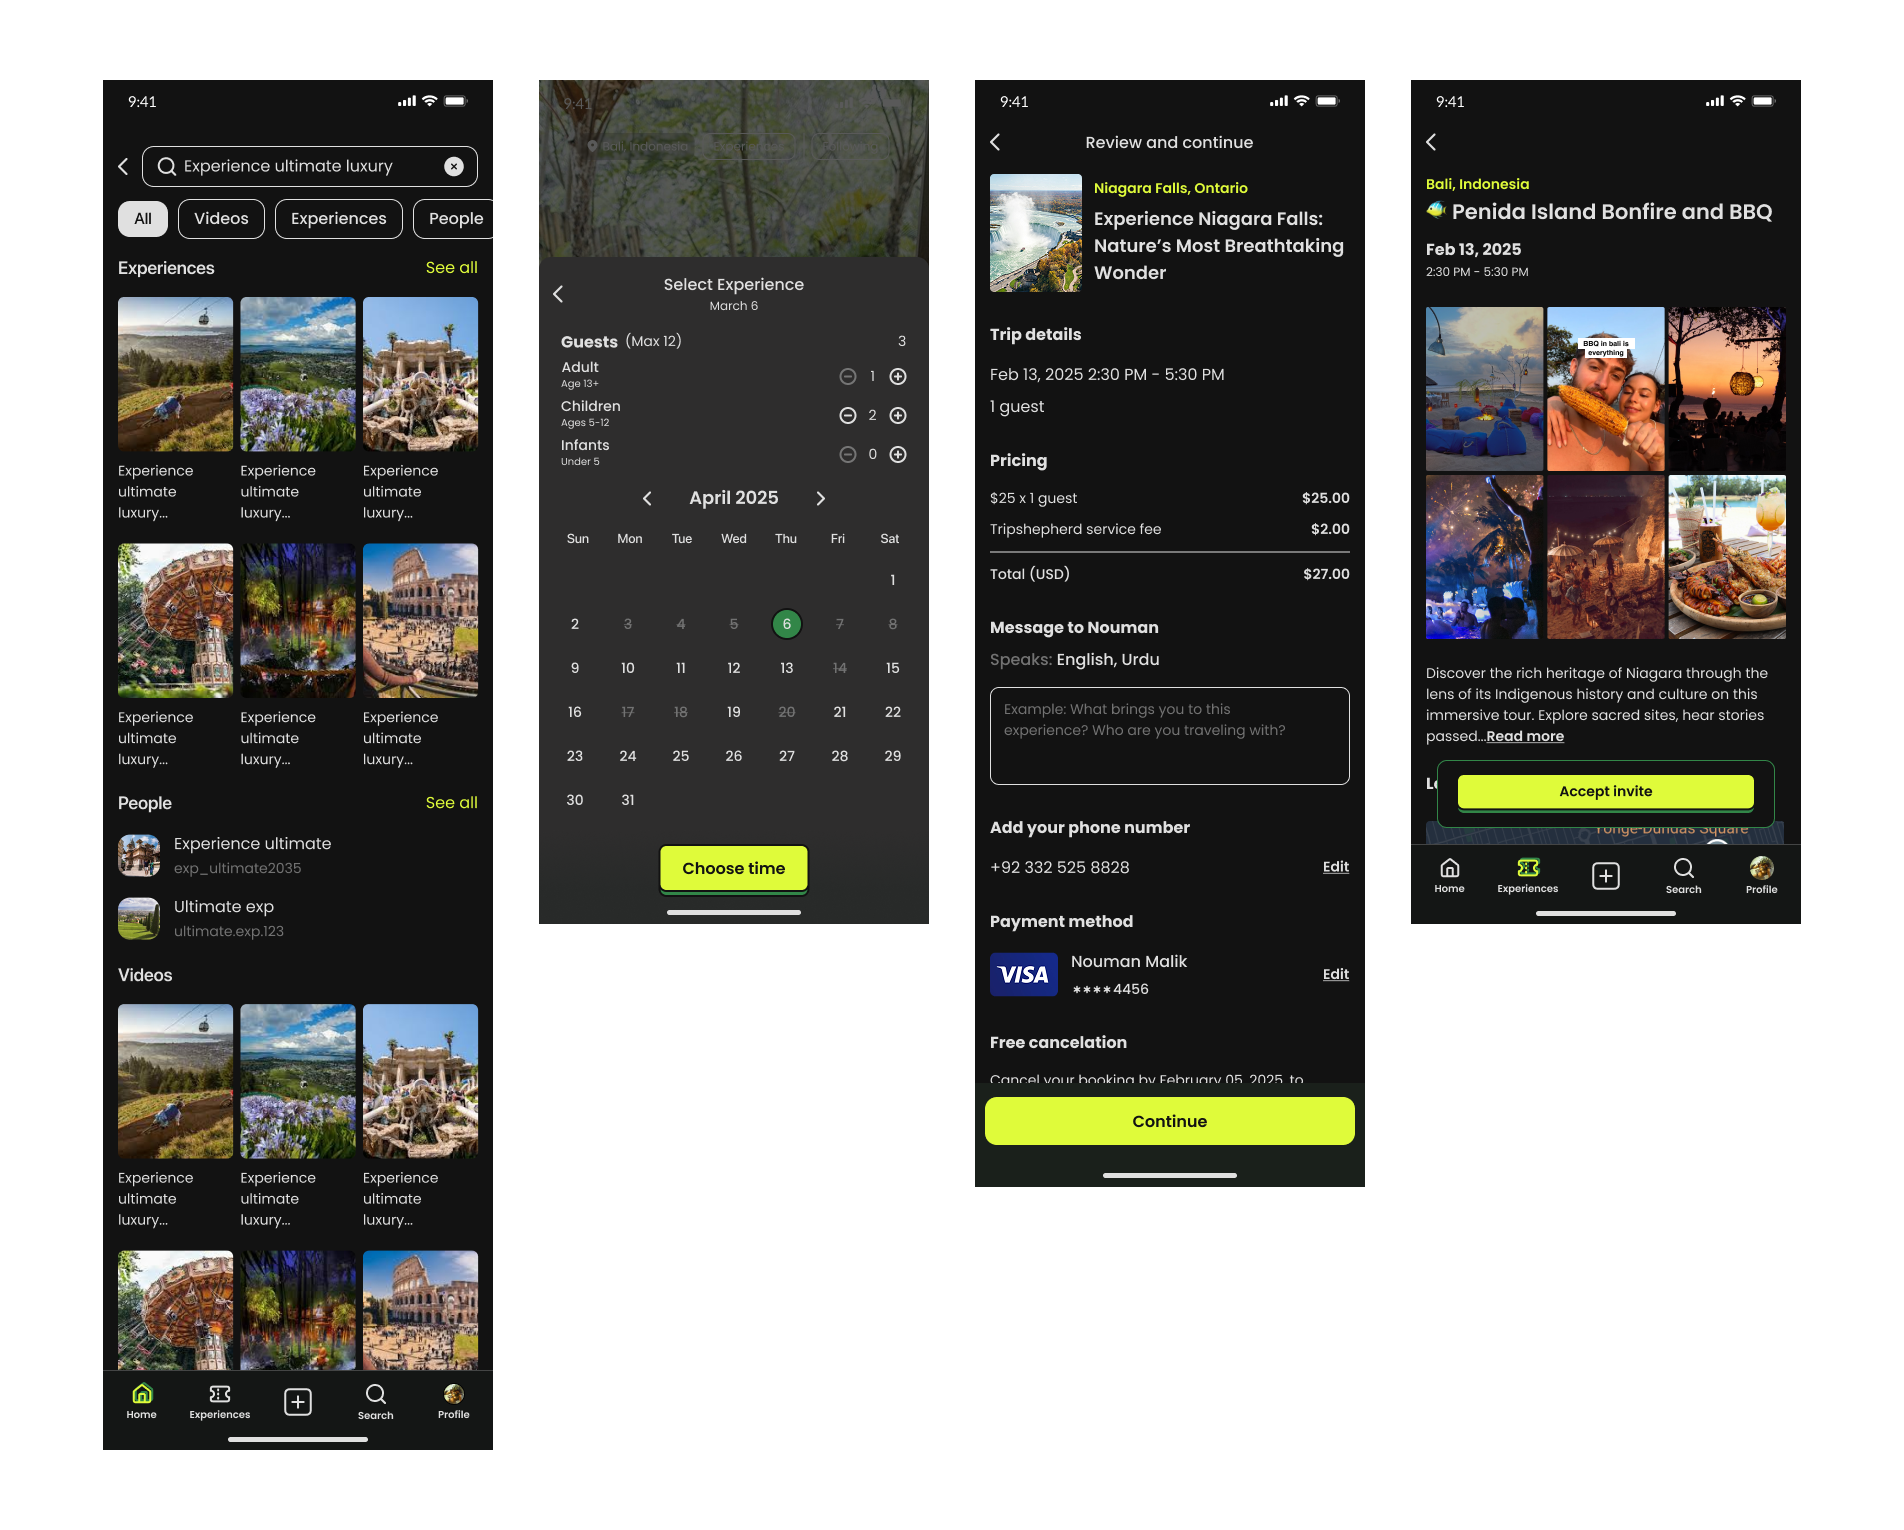 9:41
Experience ultimate luxury
All
Videos
Experiences
People
Experiences
See all
Experience
ultimate
luxury...
Experience
ultimate
luxury...
Experience
ultimate
luxury...
Experience
ultimate
luxury...
Experience
ultimate
luxury...
Experience
ultimate
luxury...
People
See all
Experience ultimate
exp_ultimate2035
Ultimate exp
ultimate.exp.123
Videos
Experience
ultimate
luxury...
Experience
ultimate
luxury...
Experience
ultimate
luxury...
Home
Experiences
Search
Profile
9:41
Bali, Indonesia
Experiences
Following
Select Experience
March 6
Guests (Max 12)
3
Adult
Age 13+
1
Children
Ages 5-12
2
Infants
Under 5
0
April 2025
Sun Mon Tue Wed Thu Fri Sat
1
2 3 4 5 6 7 8
9 10 11 12 13 14 15
16 17 18 19 20 21 22
23 24 25 26 27 28 29
30 31
Choose time
9:41
Review and continue
Niagara Falls, Ontario
Experience Niagara Falls:
Nature's Most Breathtaking
Wonder
Trip details
Feb 13, 2025 2:30 PM - 5:30 PM
1 guest
Pricing
$25 x 1 guest
$25.00
Tripshepherd service fee
$2.00
Total (USD)
$27.00
Message to Nouman
Speaks: English, Urdu
Example: What brings you to this
experience? Who are you traveling with?
Add your phone number
+92 332 525 8828
Edit
Payment method
VISA
Nouman Malik
****4456
Edit
Free cancelation
Cancel your booking by February 05, 2025, to
Continue
9:41
Bali, Indonesia
Penida Island Bonfire and BBQ
Feb 13, 2025
2:30 PM - 5:30 PM
BBQ in bali is
everything
Discover the rich heritage of Niagara through the
lens of its Indigenous history and culture on this
immersive tour. Explore sacred sites, hear stories
passed...Read more
Accept invite
Yonge-Dundas Square
Home
Experiences
Search
Profile